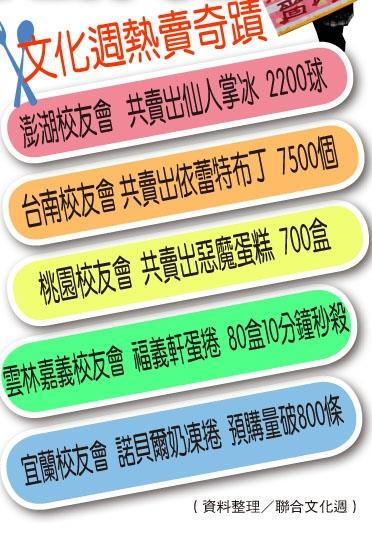 文化週熱賣奇蹟
澎湖校友會 共賣出仙人掌冰 2200球
台南校友會 共賣出依蕾特布丁 7500個
桃園校友會 共賣出惡魔蛋糕 700盒
雲林嘉義校友會 福義軒蛋捲 80盒10分鐘秒殺
宜蘭校友會 諾貝爾奶凍捲 預購量破800條
（資料整理／聯合文化週）